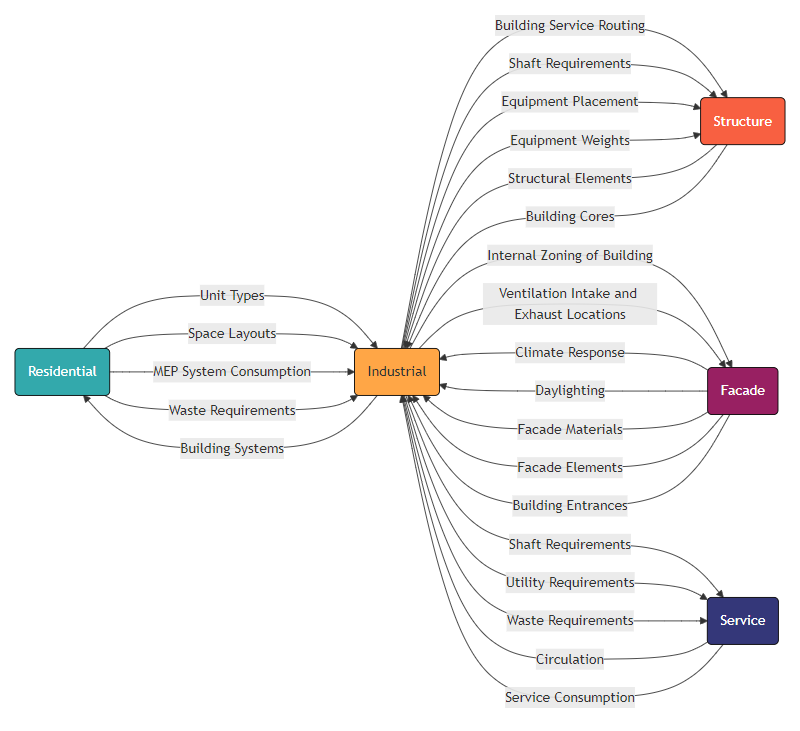 Building Service Routing
Shaft Requirements
Equipment Placement
Structure
Equipment Weights
Structural Elements
Building Cores
Internal Zoning of Building
Unit Types
Ventilation Intake and
Exhaust Locations
Space Layouts
Climate Response
Residential
MEP System Consumption
Industrial
Daylighting
Facade
Waste Requirements
Facade Materials
Building Systems
Facade Elements
Building Entrances
Shaft Requirements
Utility Requirements
Waste Requirements
Service
Circulation
Service Consumption